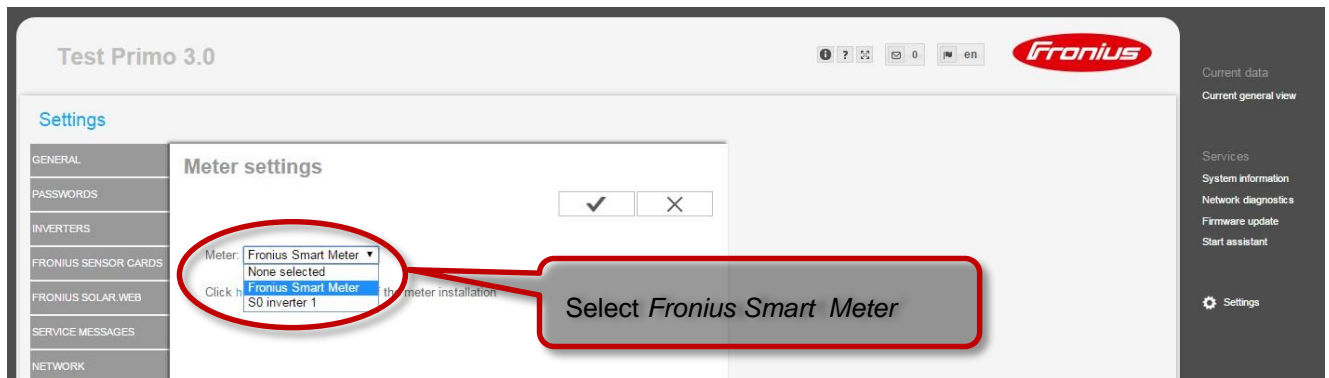 Test Primo 3.0
i ? 0 en
Fronius
Settings
GENERAL
PASSWORDS
INVERTERS
FRONIUS SENSOR CARDS
FRONIUS SOLAR.WEB
SERVICE MESSAGES
NETWORK
Meter settings
Meter: Fronius Smart Meter
None selected
Fronius Smart Meter
S0 inverter 1
Click the meter installation
Select Fronius Smart Meter
Current data
Current general view
Services
System information
Network diagnostics
Firmware update
Start assistant
Settings